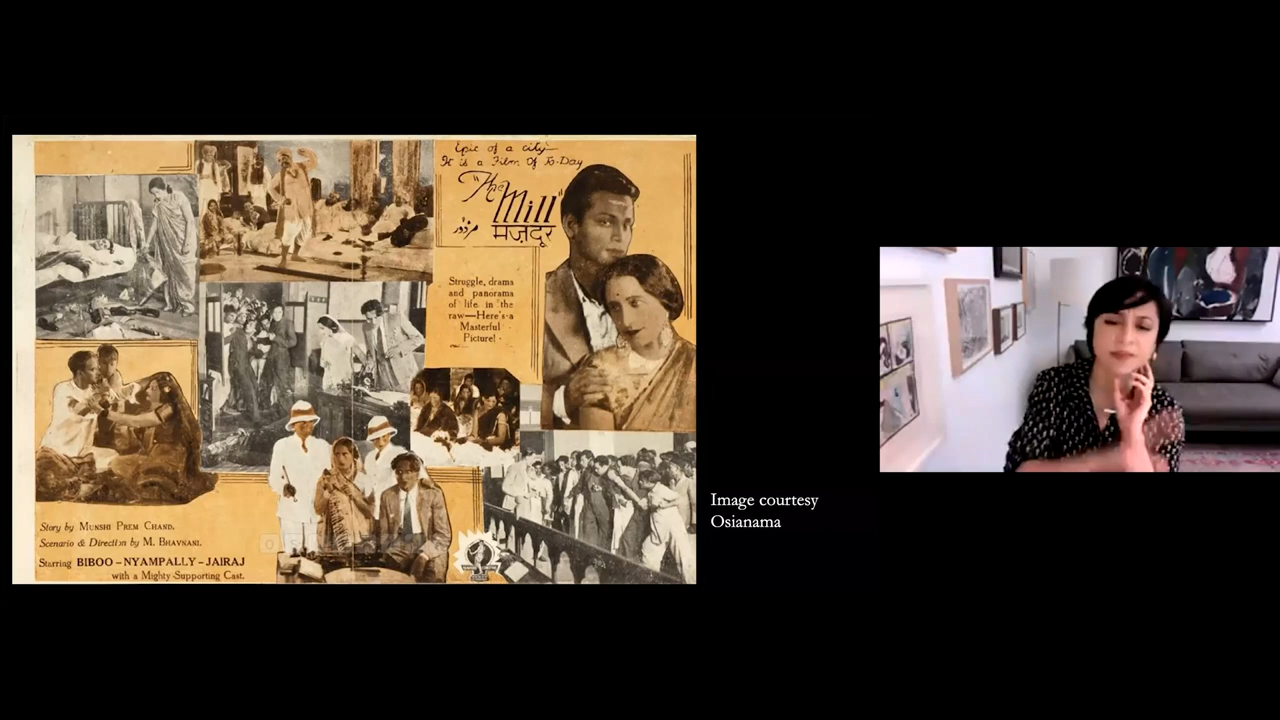 Epic of a city
It is a Film Of To-Day
"The
Mill"
مزدور
मज़दूर
Struggle, drama
and panorama
of life in the
raw—Here's a
Masterful
Picture!
Story by MUNSHI PREM CHAND.
Scenario & Direction by M. BHAVNANI.
Starring BIBOO – NYAMPALLY – JAIRAJ
with a Mighty Supporting Cast.
Image courtesy
Osianama